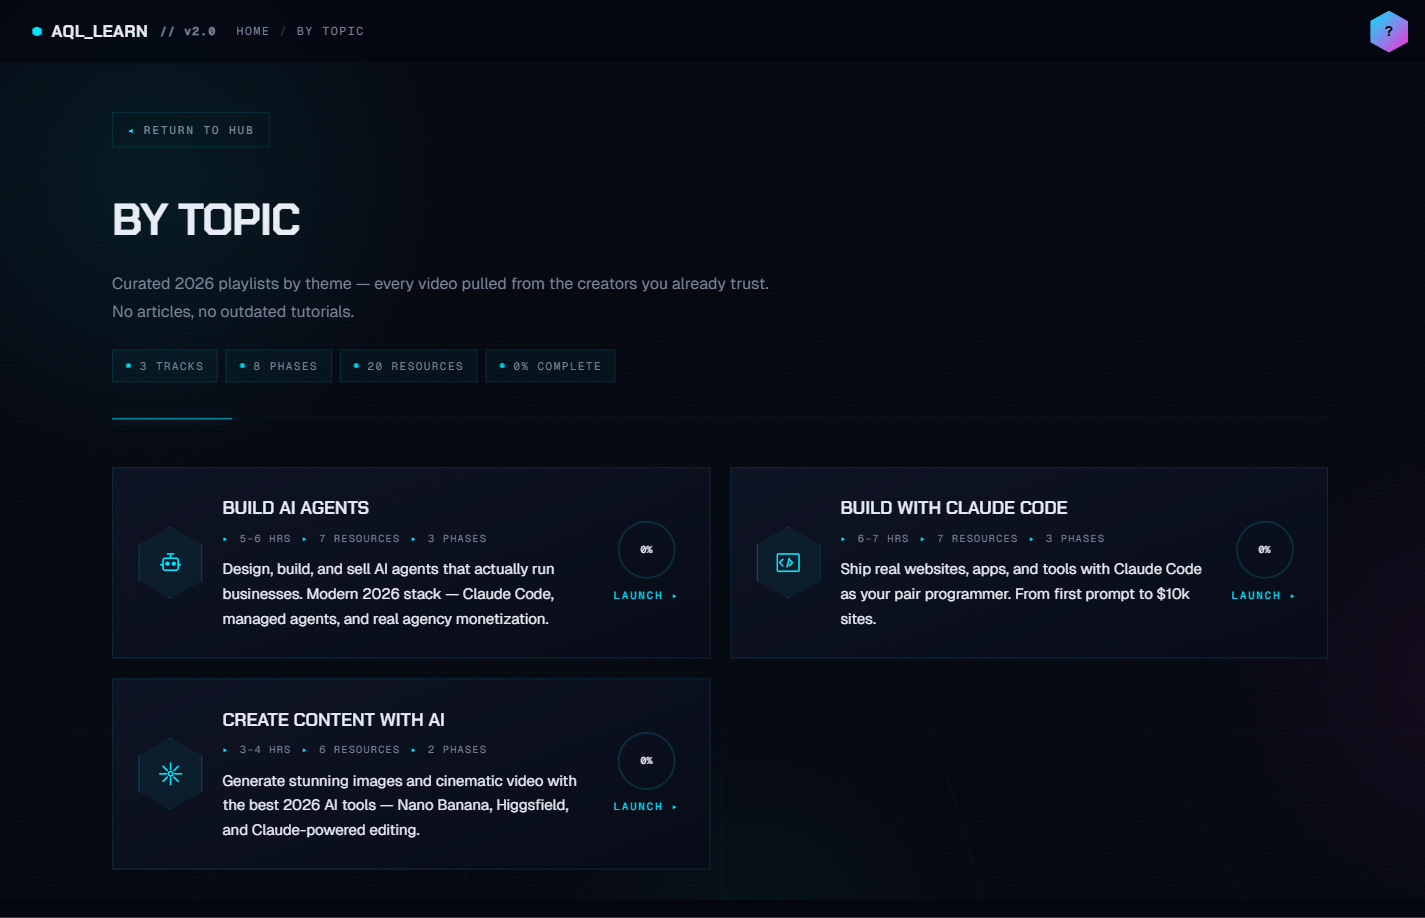 AQL_LEARN // v2.0 HOME / BY TOPIC
?
◂ RETURN TO HUB
BY TOPIC
Curated 2026 playlists by theme — every video pulled from the creators you already trust.
No articles, no outdated tutorials.
3 TRACKS
8 PHASES
20 RESOURCES
0% COMPLETE
BUILD AI AGENTS
▸ 5–6 HRS ▸ 7 RESOURCES ▸ 3 PHASES
Design, build, and sell AI agents that actually run
businesses. Modern 2026 stack — Claude Code,
managed agents, and real agency monetization.
0%
LAUNCH ▸
BUILD WITH CLAUDE CODE
▸ 6–7 HRS ▸ 7 RESOURCES ▸ 3 PHASES
Ship real websites, apps, and tools with Claude Code
as your pair programmer. From first prompt to $10k
sites.
0%
LAUNCH ▸
CREATE CONTENT WITH AI
▸ 3–4 HRS ▸ 6 RESOURCES ▸ 2 PHASES
Generate stunning images and cinematic video with
the best 2026 AI tools — Nano Banana, Higgsfield,
and Claude-powered editing.
0%
LAUNCH ▸